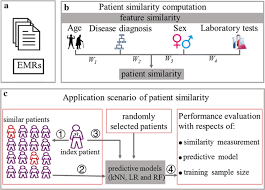 a
EMRs
b
Patient similarity computation
feature similarity
Age
Disease diagnosis
Sex
Laboratory tests
W1
W2
W3
W4
patient similarity
c
Application scenario of patient similarity
similar patients
①
③
index patient
②
randomly
selected patients
predictive models
(kNN, LR and RF)
④
Performance evaluation
with respects of:
• similarity measurement
• predictive model
• training sample size